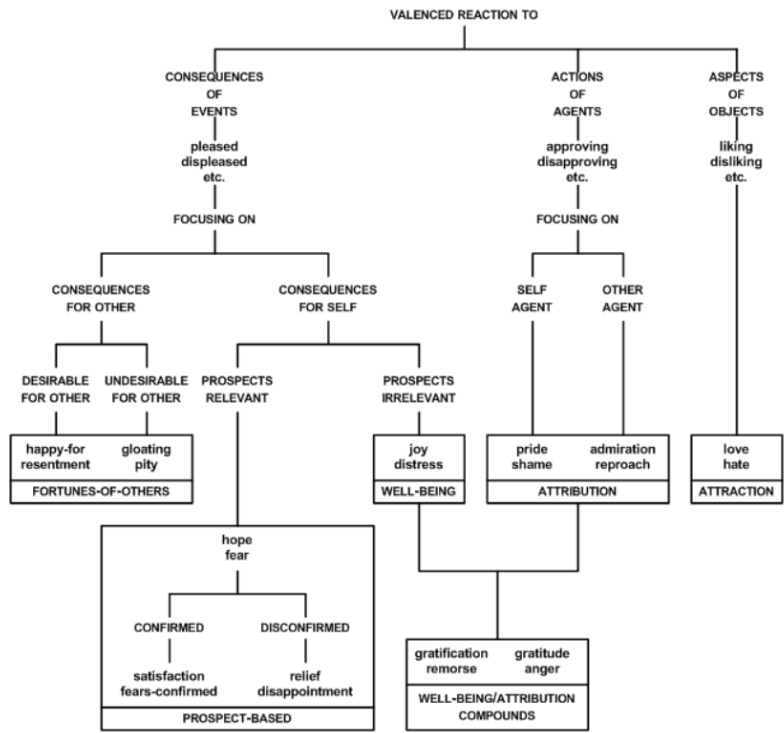 VALENCED REACTION TO
CONSEQUENCES
OF
EVENTS
ACTIONS
OF
AGENTS
ASPECTS
OF
OBJECTS
pleased
displeased
etc.
approving
disapproving
etc.
liking
disliking
etc.
FOCUSING ON
FOCUSING ON
CONSEQUENCES
FOR OTHER
CONSEQUENCES
FOR SELF
SELF
AGENT
OTHER
AGENT
DESIRABLE
FOR OTHER
UNDESIRABLE
FOR OTHER
PROSPECTS
RELEVANT
PROSPECTS
IRRELEVANT
happy-for
resentment
gloating
pity
FORTUNES-OF-OTHERS
joy
distress
WELL-BEING
pride
shame
admiration
reproach
ATTRIBUTION
love
hate
ATTRACTION
hope
fear
CONFIRMED
DISCONFIRMED
satisfaction
fears-confirmed
relief
disappointment
PROSPECT-BASED
gratification
remorse
gratitude
anger
WELL-BEING/ATTRIBUTION
COMPOUNDS